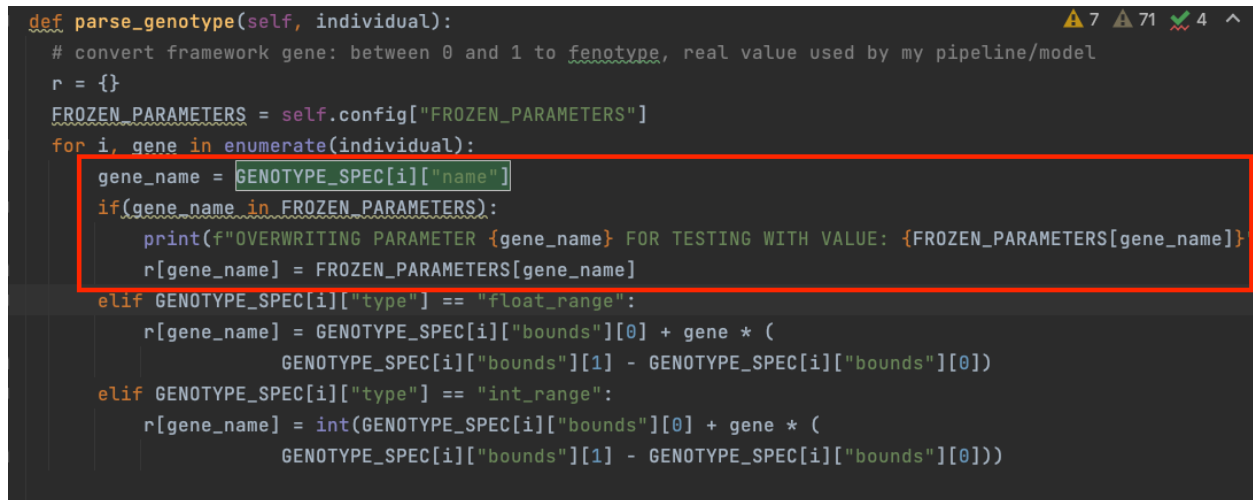 def parse_genotype(self, individual):
7 71 4
# convert framework gene: between 0 and 1 to fenotype, real value used by my pipeline/model
r = {}
FROZEN_PARAMETERS = self.config["FROZEN_PARAMETERS"]
for i, gene in enumerate(individual):
gene_name = GENOTYPE_SPEC[i]["name"]
if(gene_name in FROZEN_PARAMETERS):
print(f"OVERWRITING PARAMETER {gene_name} FOR TESTING WITH VALUE: {FROZEN_PARAMETERS[gene_name]}"
r[gene_name] = FROZEN_PARAMETERS[gene_name]
elif GENOTYPE_SPEC[i]["type"] == "float_range":
r[gene_name] = GENOTYPE_SPEC[i]["bounds"][0] + gene * (
GENOTYPE_SPEC[i]["bounds"][1] - GENOTYPE_SPEC[i]["bounds"][0])
elif GENOTYPE_SPEC[i]["type"] == "int_range":
r[gene_name] = int(GENOTYPE_SPEC[i]["bounds"][0] + gene * (
GENOTYPE_SPEC[i]["bounds"][1] - GENOTYPE_SPEC[i]["bounds"][0]))